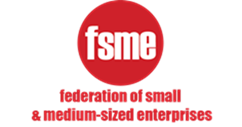 fsme
federation of small
& medium-sized enterprises